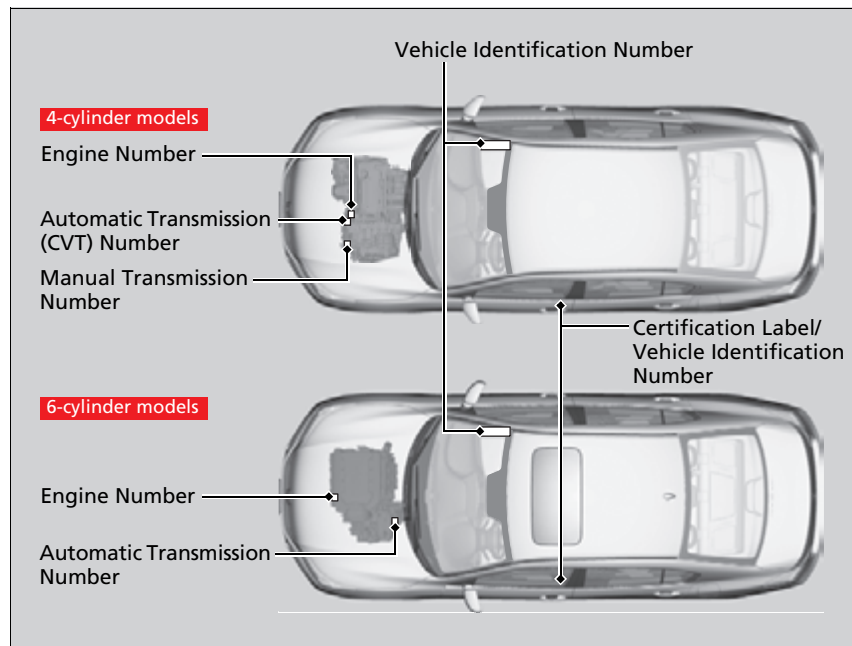 Vehicle Identification Number
4-cylinder models
Engine Number
Automatic Transmission
(CVT) Number
Manual Transmission
Number
Certification Label/
Vehicle Identification
Number
6-cylinder models
Engine Number
Automatic Transmission
Number